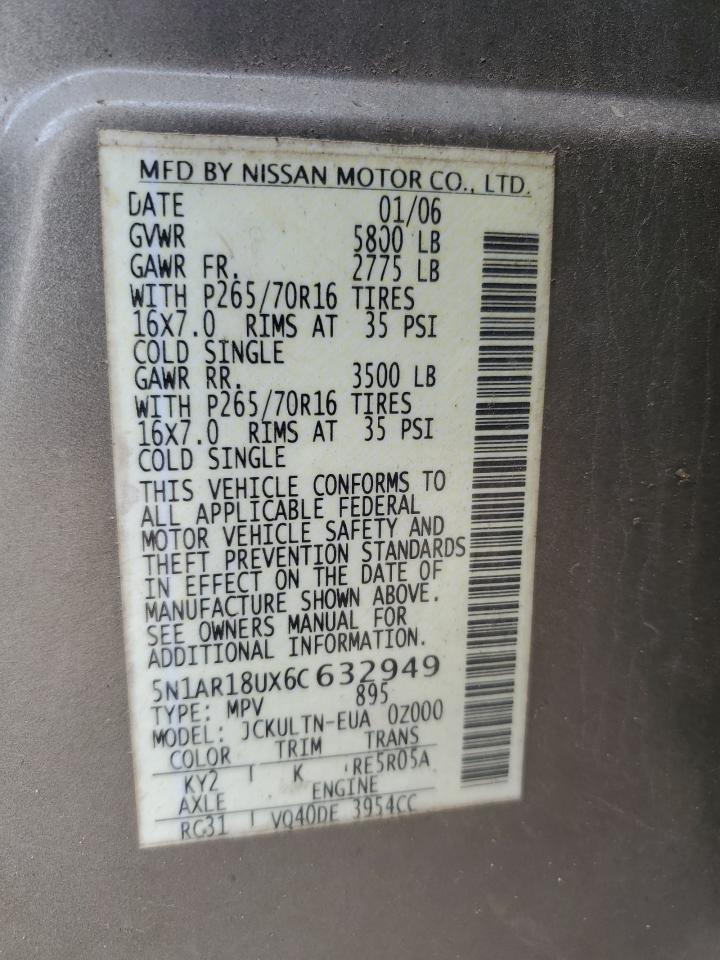 MFD BY NISSAN MOTOR CO., LTD.
DATE 01/06
GVWR 5800 LB
GAWR FR. 2775 LB
WITH P265/70R16 TIRES
16X7.0 RIMS AT 35 PSI
COLD SINGLE
GAWR RR. 3500 LB
WITH P265/70R16 TIRES
16X7.0 RIMS AT 35 PSI
COLD SINGLE
THIS VEHICLE CONFORMS TO
ALL APPLICABLE FEDERAL
MOTOR VEHICLE SAFETY AND
THEFT PREVENTION STANDARDS
IN EFFECT ON THE DATE OF
MANUFACTURE SHOWN ABOVE.
SEE OWNERS MANUAL FOR
ADDITIONAL INFORMATION.
5N1AR18UX6C632949
TYPE: MPV 895
MODEL: JCKULTN-EUA 0Z000
COLOR TRIM TRANS
KY2 K RE5R05A
AXLE ENGINE
RC31 VQ40DE 3954CC